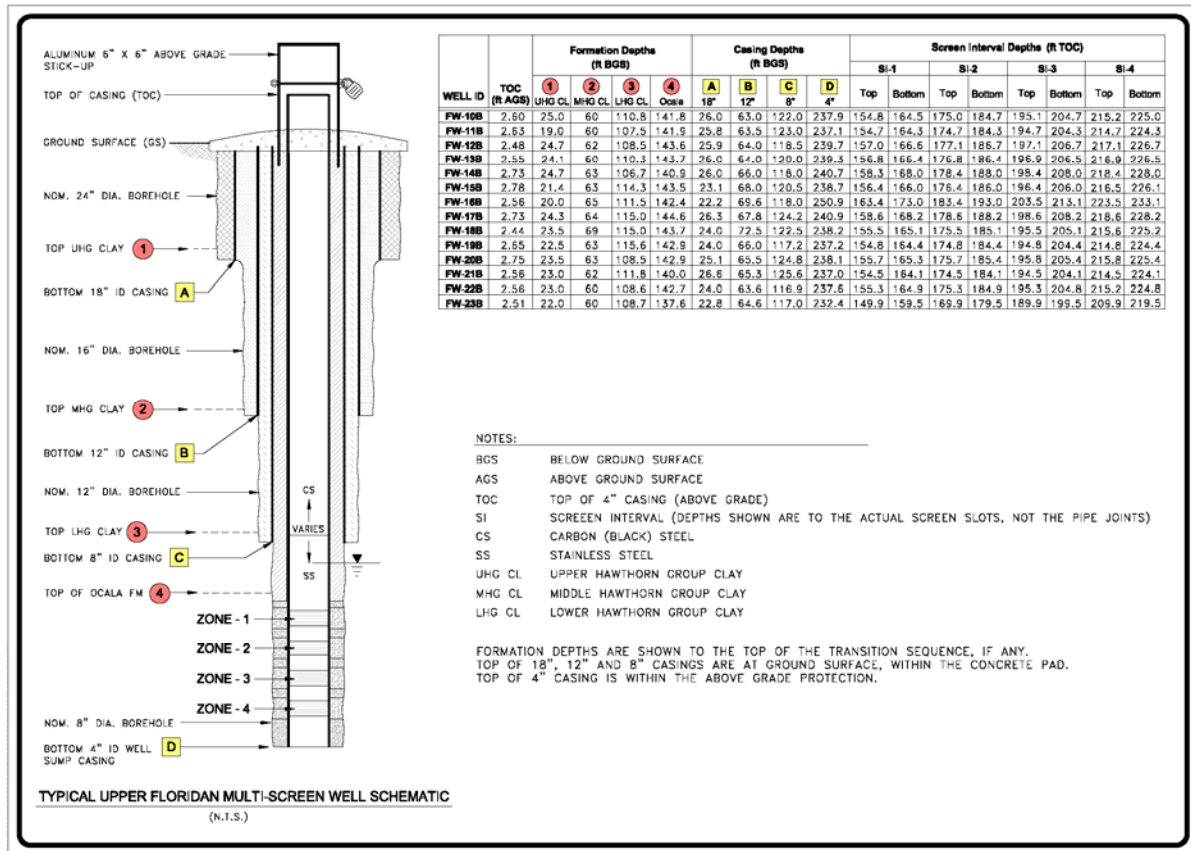 ALUMINUM 6" X 6" ABOVE GRADE
STICK-UP
TOP OF CASING (TOC)
GROUND SURFACE (GS)
NOM. 24" DIA. BOREHOLE
TOP UHG CLAY 1
BOTTOM 18" ID CASING A
NOM. 16" DIA. BOREHOLE
TOP MHG CLAY 2
BOTTOM 12" ID CASING B
NOM. 12" DIA. BOREHOLE
CS
VARIES
SS
TOP LHG CLAY 3
BOTTOM 8" ID CASING C
TOP OF OCALA FM 4
ZONE - 1
ZONE - 2
ZONE - 3
ZONE - 4
NOM. 8" DIA. BOREHOLE
BOTTOM 4" ID WELL D
SUMP CASING
TYPICAL UPPER FLORIDAN MULTI-SCREEN WELL SCHEMATIC
(N.T.S.)
WELL ID TOC (ft AGS) Formation Depths (ft BGS) Casing Depths (ft BGS) Screen Interval Depths (ft TOC)
SI-1 SI-2 SI-3 SI-4
1 2 3 4 A B C D
UHG CL MHG CL LHG CL Ocala 18" 12" 8" 4" Top Bottom Top Bottom Top Bottom Top Bottom
FW-10B 2.60 25.0 60 110.8 141.8 26.0 63.0 122.0 237.1 154.8 164.5 175.0 184.7 195.1 204.7 215.2 225.0
FW-11B 2.63 19.0 60 107.5 141.9 25.8 63.5 123.0 237.9 154.7 164.3 174.7 184.3 194.7 204.3 214.7 224.3
FW-12B 2.48 24.7 62 108.5 143.6 25.9 64.0 118.5 239.7 157.0 166.6 177.1 186.7 197.1 206.7 217.1 226.7
FW-13B 2.55 24.1 60 110.3 143.7 26.0 64.0 120.0 239.3 156.8 166.4 176.8 186.4 196.9 206.5 216.9 226.5
FW-14B 2.73 24.7 63 106.7 140.9 26.0 66.0 118.0 240.7 158.3 168.0 178.4 188.0 198.4 208.0 218.4 228.0
FW-15B 2.78 21.4 63 114.3 143.5 23.1 68.0 120.5 238.7 156.4 166.0 176.4 186.0 196.4 206.0 216.5 226.1
FW-16B 2.56 20.0 65 111.5 142.4 22.2 69.6 118.0 250.9 163.4 173.0 183.4 193.0 203.5 213.1 223.5 233.1
FW-17B 2.73 24.3 64 115.0 144.6 26.3 67.8 124.2 240.9 158.6 168.2 178.6 188.2 198.6 208.2 218.6 228.2
FW-18B 2.44 23.5 69 115.0 143.7 24.0 72.5 122.5 238.2 155.5 165.1 175.5 185.1 195.5 205.1 215.6 225.2
FW-19B 2.65 22.5 63 115.6 142.9 24.0 66.0 117.2 237.2 154.8 164.4 174.8 184.4 194.8 204.4 214.8 224.4
FW-20B 2.75 23.5 63 108.5 142.9 25.1 65.5 124.8 238.1 155.7 165.3 175.7 185.4 195.8 205.4 215.8 225.4
FW-21B 2.56 23.0 62 111.8 140.0 26.6 65.3 125.6 237.0 154.5 164.1 174.5 184.1 194.5 204.1 214.5 224.1
FW-22B 2.56 23.0 60 108.6 142.7 24.0 63.6 116.9 237.6 155.3 164.9 175.3 184.9 195.3 204.8 215.2 224.8
FW-23B 2.51 22.0 60 108.7 137.6 22.8 64.6 117.0 232.4 149.9 159.5 169.9 179.5 189.9 199.5 209.9 219.5
NOTES:
BGS BELOW GROUND SURFACE
AGS ABOVE GROUND SURFACE
TOC TOP OF 4" CASING (ABOVE GRADE)
SI SCREEEN INTERVAL (DEPTHS SHOWN ARE TO THE ACTUAL SCREEN SLOTS, NOT THE PIPE JOINTS)
CS CARBON (BLACK) STEEL
SS STAINLESS STEEL
UHG CL UPPER HAWTHORN GROUP CLAY
MHG CL MIDDLE HAWTHORN GROUP CLAY
LHG CL LOWER HAWTHORN GROUP CLAY
FORMATION DEPTHS ARE SHOWN TO THE TOP OF THE TRANSITION SEQUENCE, IF ANY.
TOP OF 18", 12" AND 8" CASINGS ARE AT GROUND SURFACE, WITHIN THE CONCRETE PAD.
TOP OF 4" CASING IS WITHIN THE ABOVE GRADE PROTECTION.